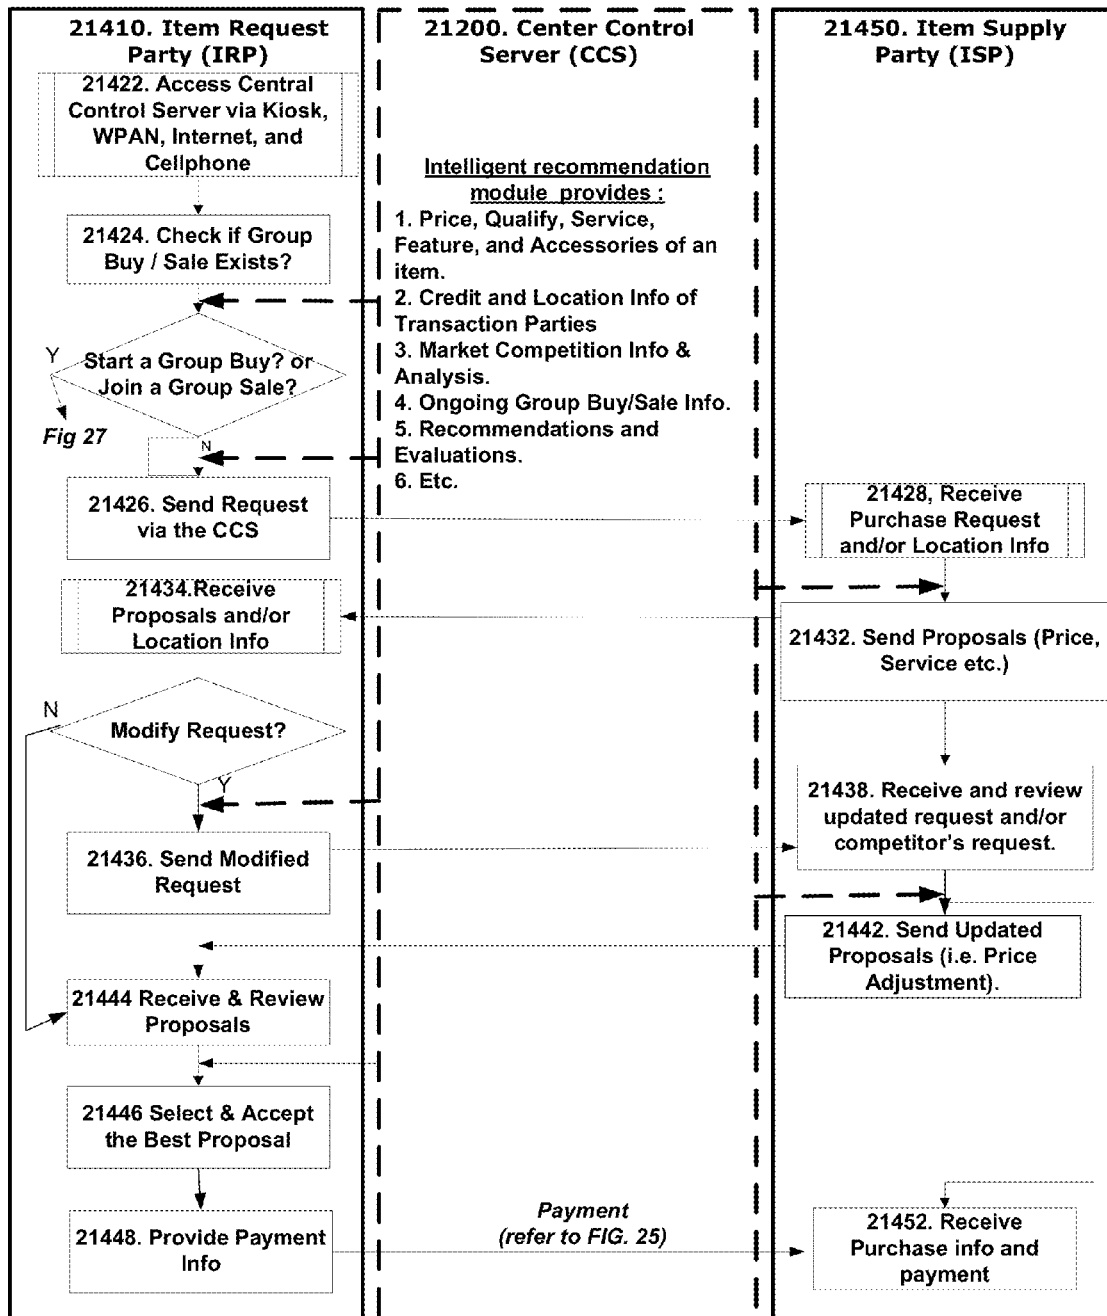 21410. Item Request
Party (IRP)
21422. Access Central
Control Server via Kiosk,
WPAN, Internet, and
Cellphone
21424. Check if Group
Buy / Sale Exists?
Y
Start a Group Buy? or
Join a Group Sale?
Fig 27
N
21426. Send Request
via the CCS
21434.Receive
Proposals and/or
Location Info
N
Modify Request?
Y
21436. Send Modified
Request
21444 Receive & Review
Proposals
21446 Select & Accept
the Best Proposal
21448. Provide Payment
Info
21200. Center Control
Server (CCS)
Intelligent recommendation
module provides :
1. Price, Qualify, Service,
Feature, and Accessories of an
item.
2. Credit and Location Info of
Transaction Parties
3. Market Competition Info &
Analysis.
4. Ongoing Group Buy/Sale Info.
5. Recommendations and
Evaluations.
6. Etc.
Payment
(refer to FIG. 25)
21450. Item Supply
Party (ISP)
21428, Receive
Purchase Request
and/or Location Info
21432. Send Proposals (Price,
Service etc.)
21438. Receive and review
updated request and/or
competitor's request.
21442. Send Updated
Proposals (i.e. Price
Adjustment).
21452. Receive
Purchase info and
payment